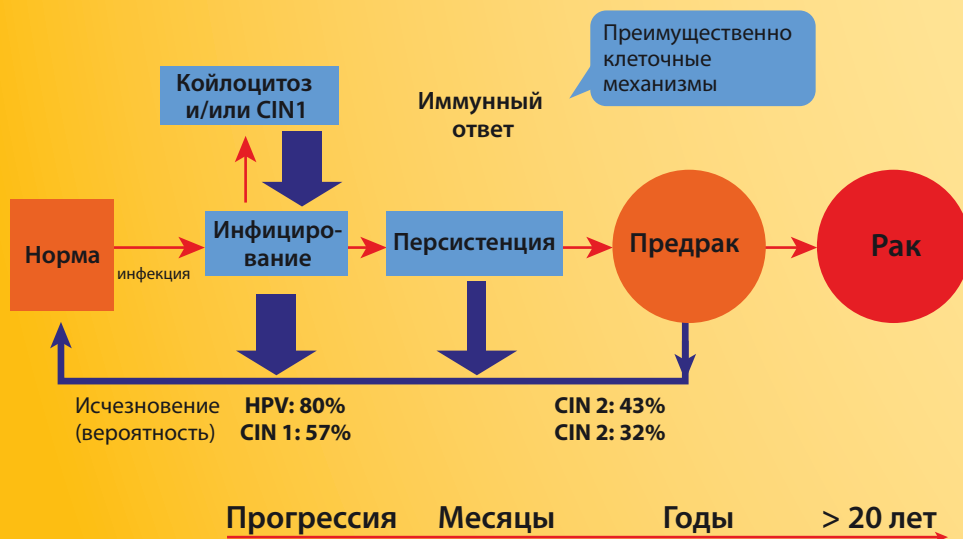 Преимущественно
клеточные
механизмы
Койлоцитоз
и/или CIN1
Иммунный
ответ
Норма
инфекция
Инфициро-
вание
Персистенция
Предрак
Рак
Исчезновение
(вероятность)
HPV: 80%
CIN 1: 57%
CIN 2: 43%
CIN 2: 32%
Прогрессия Месяцы Годы > 20 лет